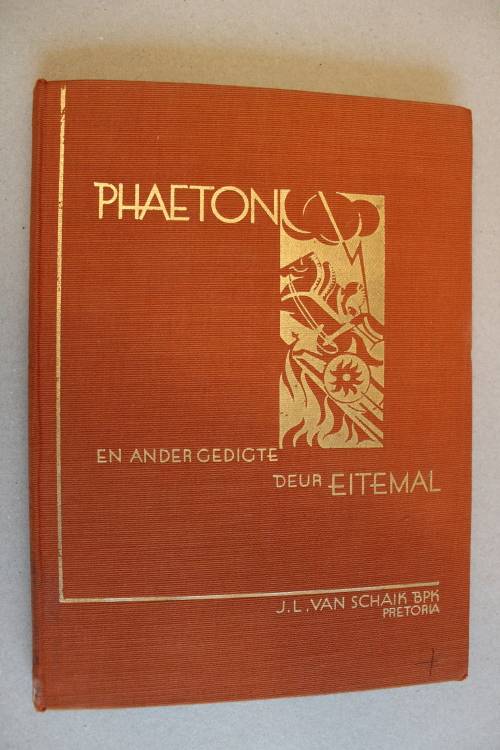 PHAETON
EN ANDER GEDIGTE
DEUR EITEMAL
J.L. VAN SCHAIK BPK
PRETORIA